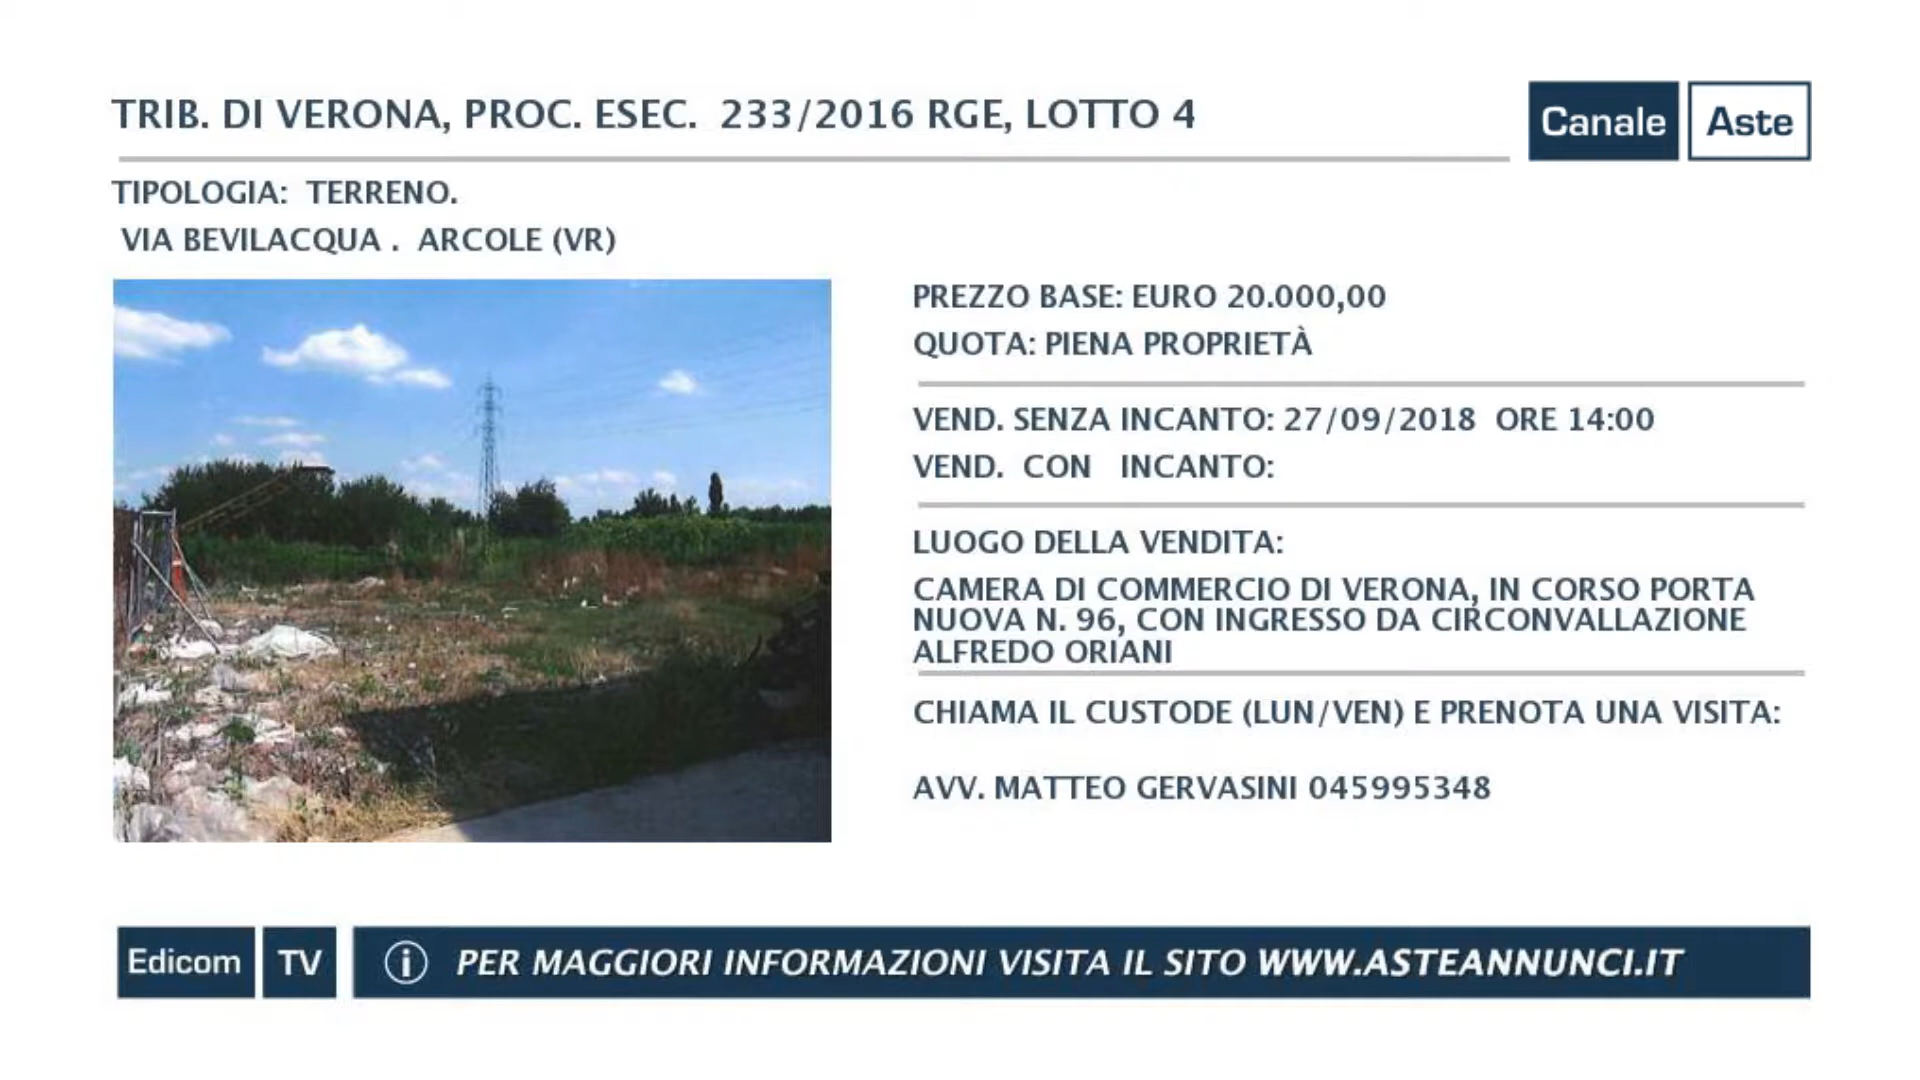 TRIB. DI VERONA, PROC. ESEC. 233/2016 RGE, LOTTO 4
Canale Aste
TIPOLOGIA: TERRENO.
VIA BEVILACQUA . ARCOLE (VR)
PREZZO BASE: EURO 20.000,00
QUOTA: PIENA PROPRIETÀ
VEND. SENZA INCANTO: 27/09/2018 ORE 14:00
VEND. CON INCANTO:
LUOGO DELLA VENDITA:
CAMERA DI COMMERCIO DI VERONA, IN CORSO PORTA
NUOVA N. 96, CON INGRESSO DA CIRCONVALLAZIONE
ALFREDO ORIANI
CHIAMA IL CUSTODE (LUN/VEN) E PRENOTA UNA VISITA:
AVV. MATTEO GERVASINI 045995348
Edicom TV i PER MAGGIORI INFORMAZIONI VISITA IL SITO WWW.ASTEANNUNCI.IT